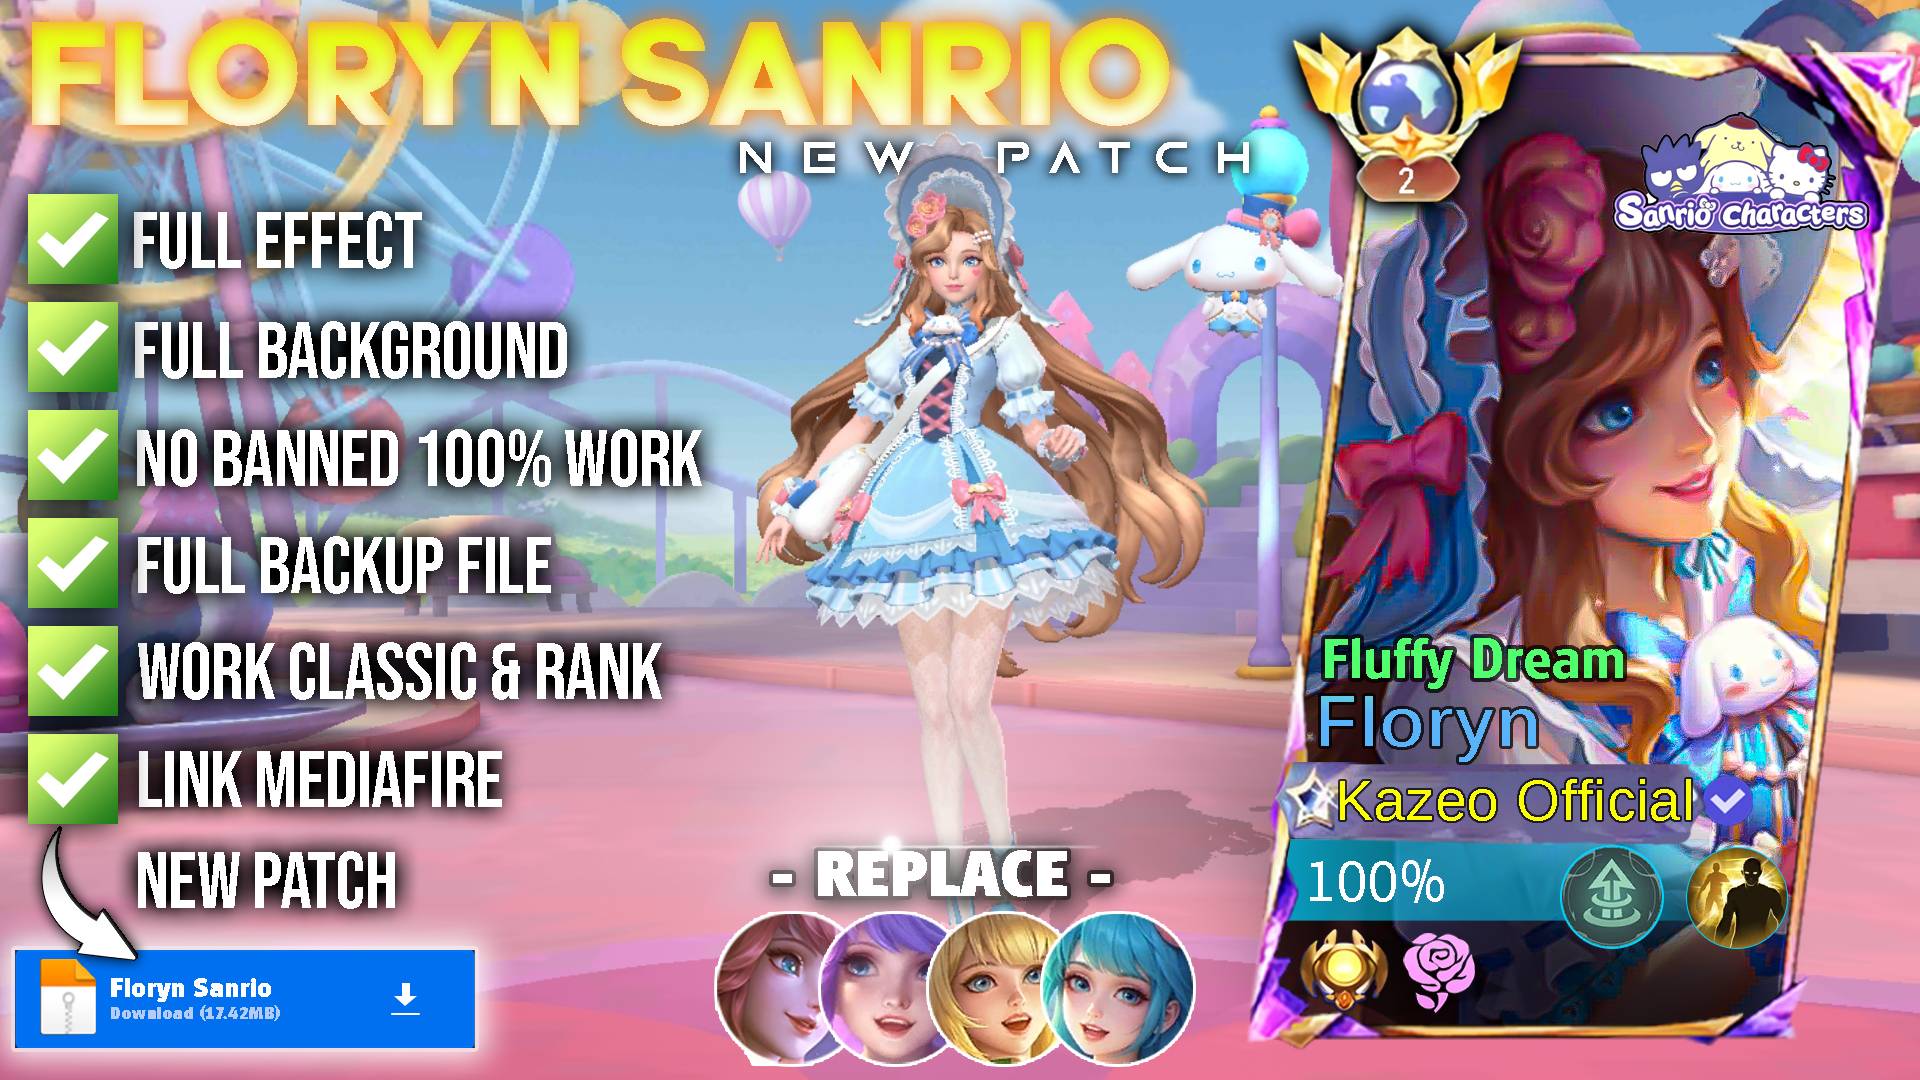 FLORYN SANRIO
NEW PATCH
FULL EFFECT
FULL BACKGROUND
NO BANNED 100% WORK
FULL BACKUP FILE
WORK CLASSIC & RANK
LINK MEDIAFIRE
NEW PATCH
Floryn Sanrio
Download (17.42MB)
- REPLACE -
2
Sanrio Characters
Fluffy Dream
Floryn
Kazeo Official
100%